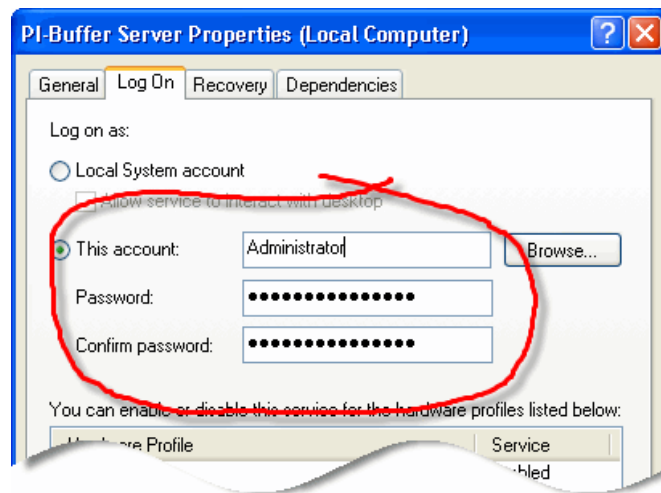 PI-Buffer Server Properties (Local Computer)
General Log On Recovery Dependencies
Log on as:
Local System account
Allow service to interact with desktop
This account: Administrator Browse...
Password: •••••••••••••••
Confirm password: •••••••••••••••
You can enable or disable this service for the hardware profiles listed below:
Hardware Profile Service